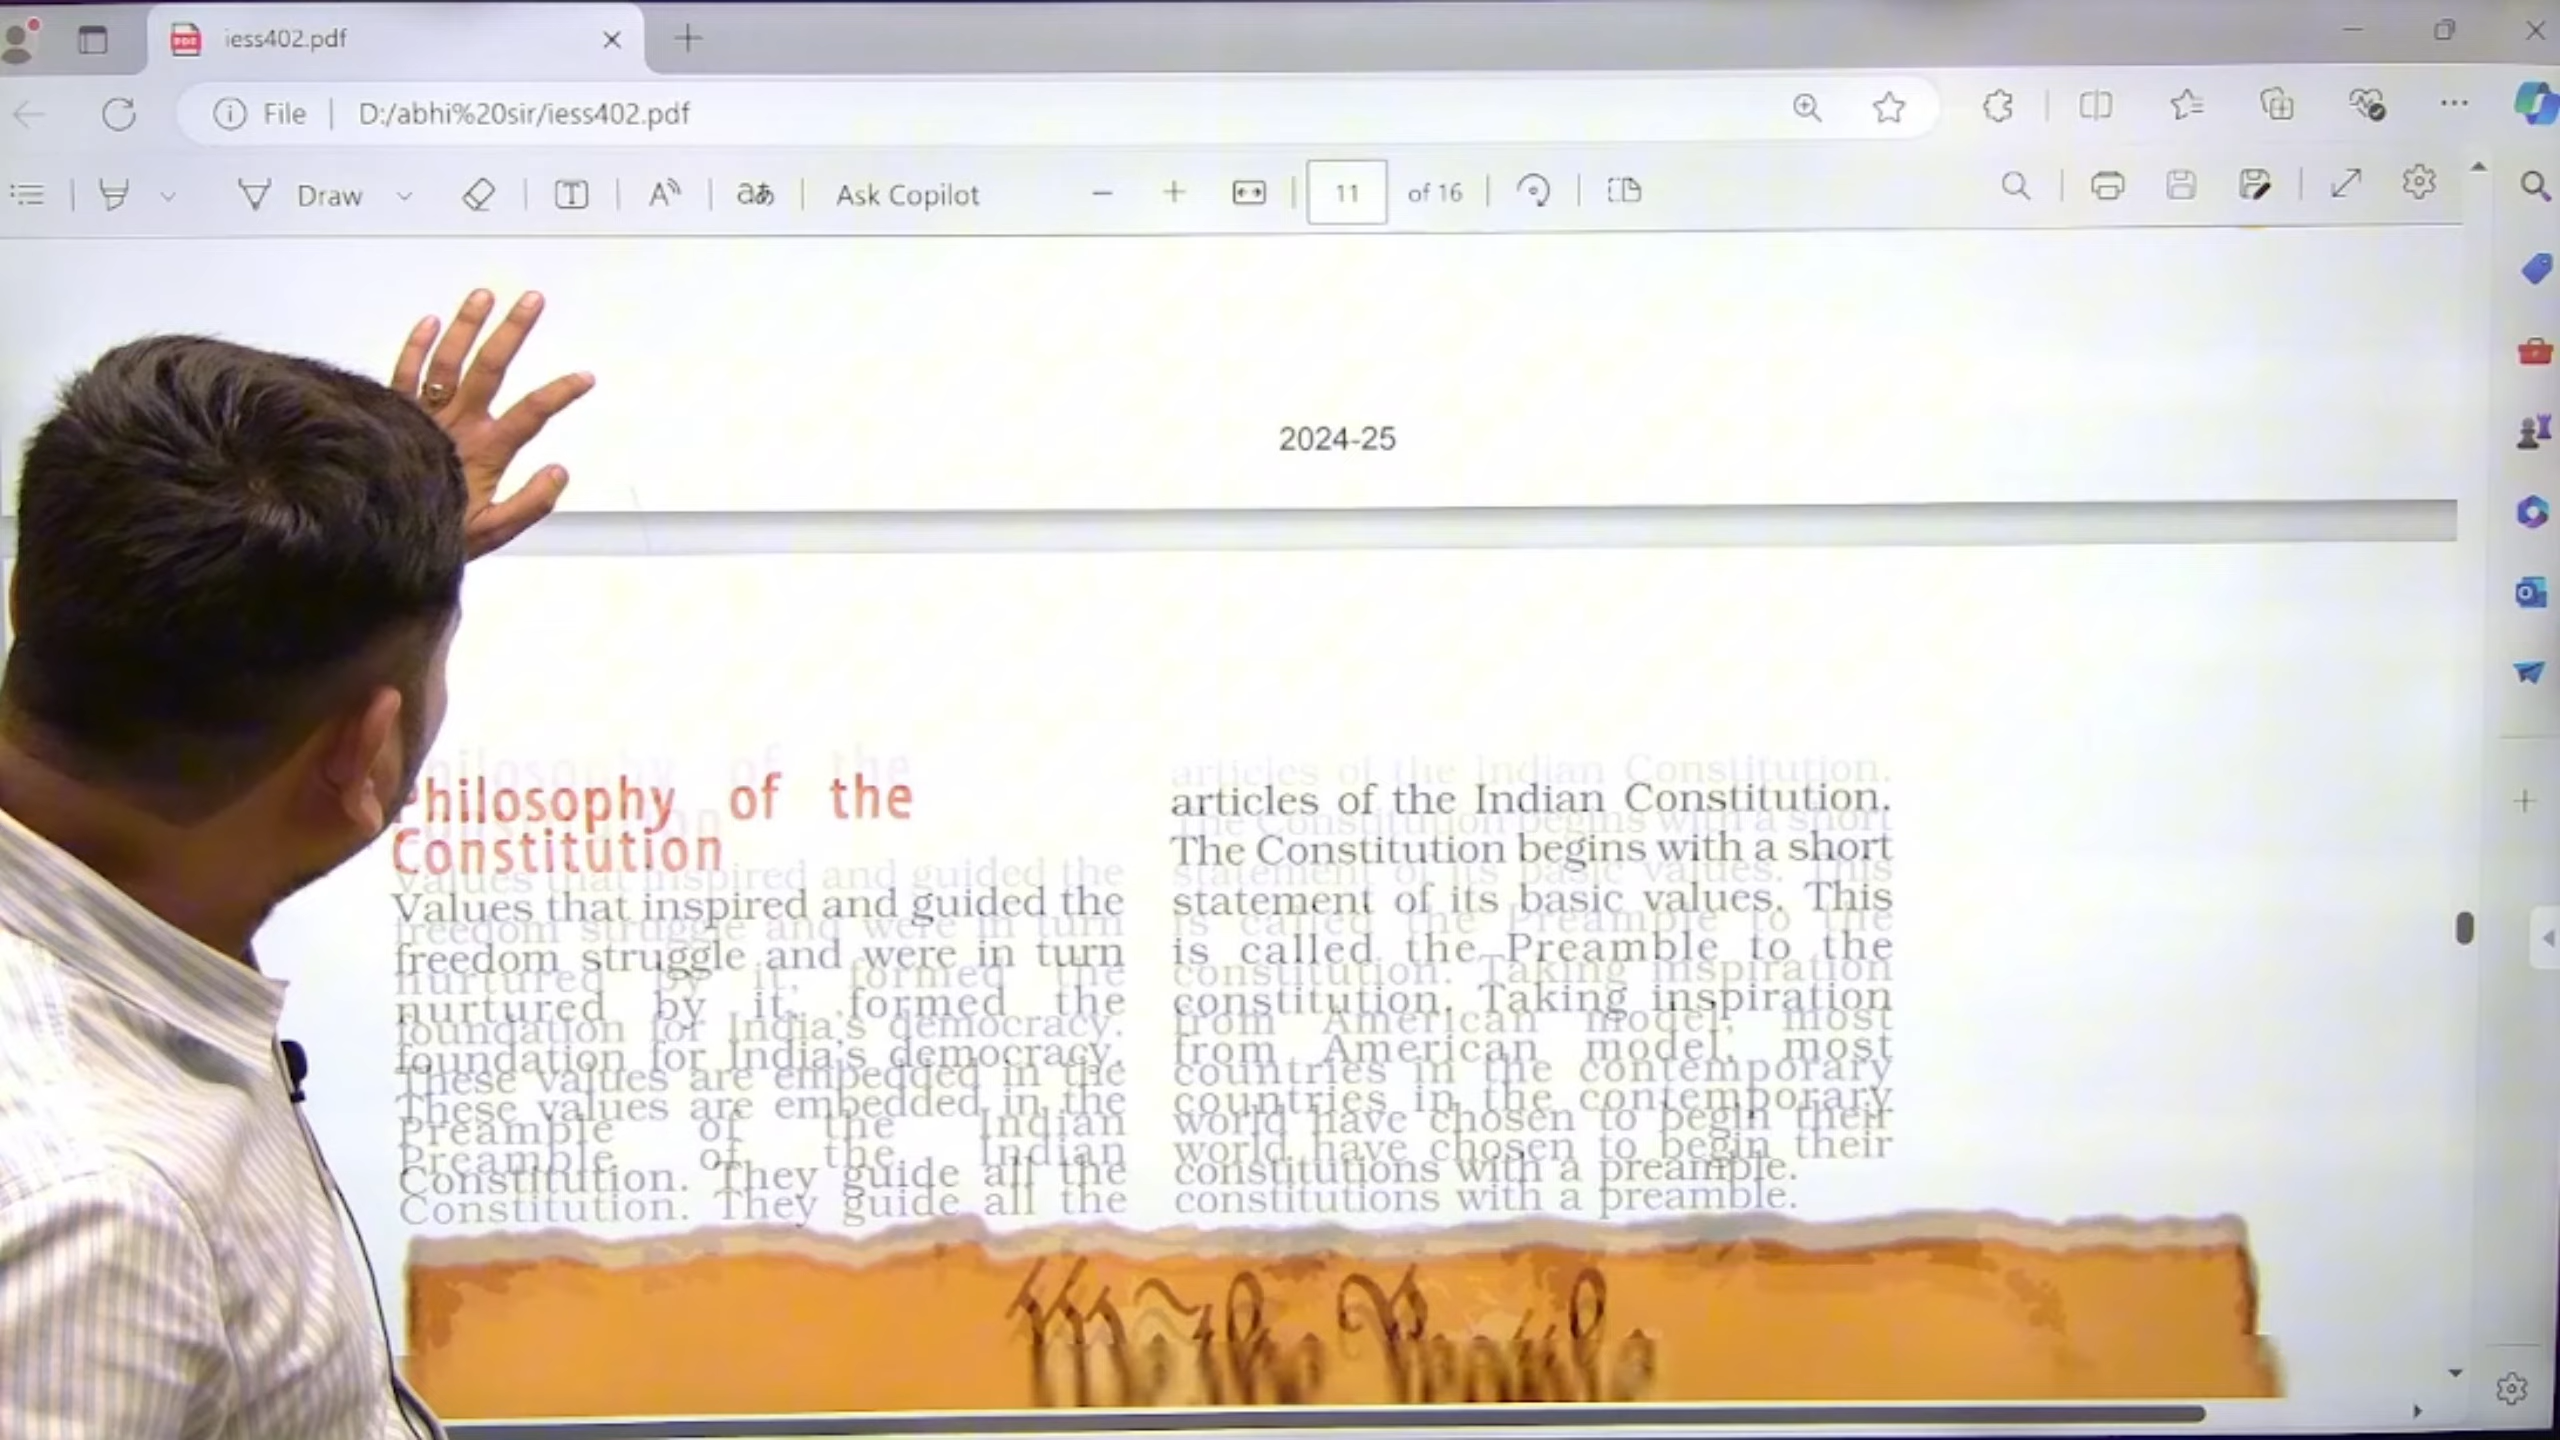 iess402.pdf
File
D:/abhi%20sir/iess402.pdf
Draw
Ask Copilot
11 of 16
2024-25
Philosophy of the
Constitution
Values that inspired and guided the
freedom struggle and were in turn
nurtured by it, formed the
foundation for India's democracy.
These values are embedded in the
Preamble of the Indian
Constitution. They guide all the
articles of the Indian Constitution.
The Constitution begins with a short
statement of its basic values. This
is called the Preamble to the
constitution. Taking inspiration
from American model, most
countries in the contemporary
world have chosen to begin their
constitutions with a preamble.
We the People